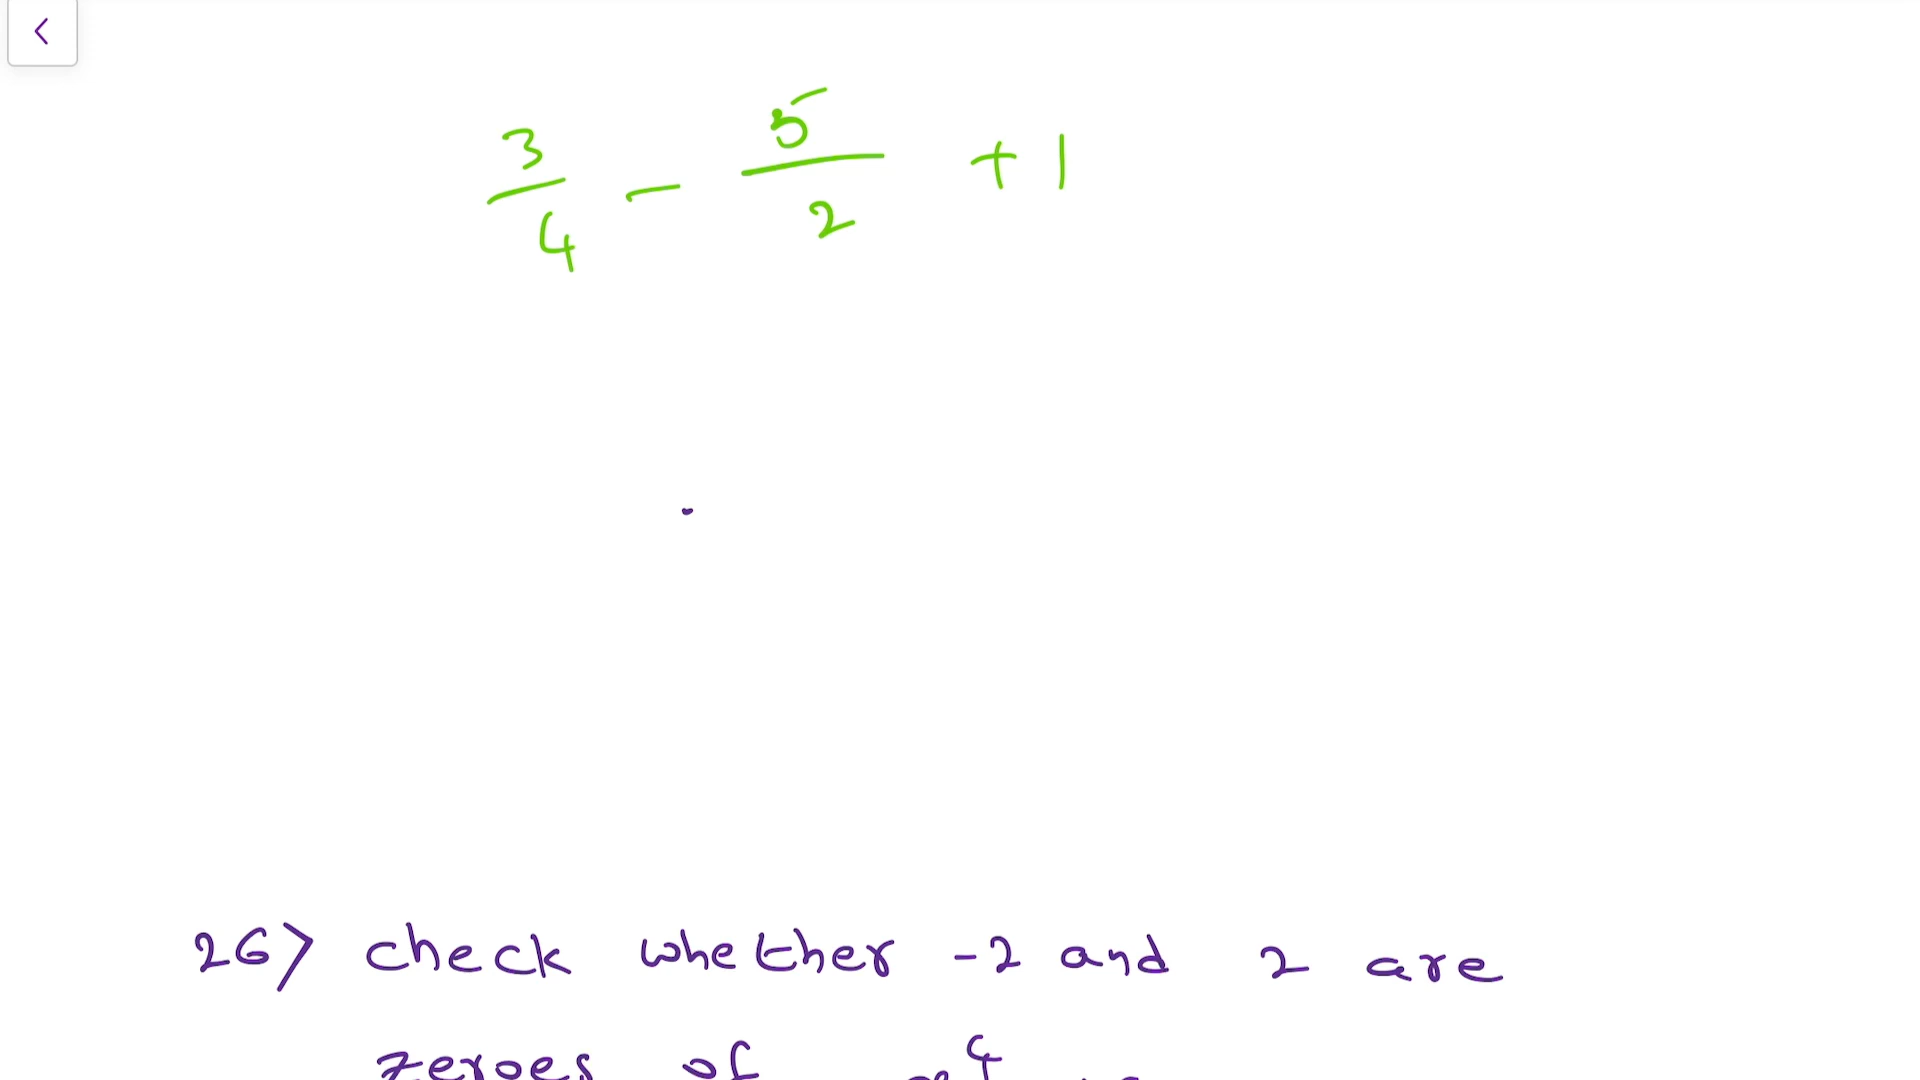 3/4 - 5/2 + 1
26> check whether -2 and 2 are
zeroes of